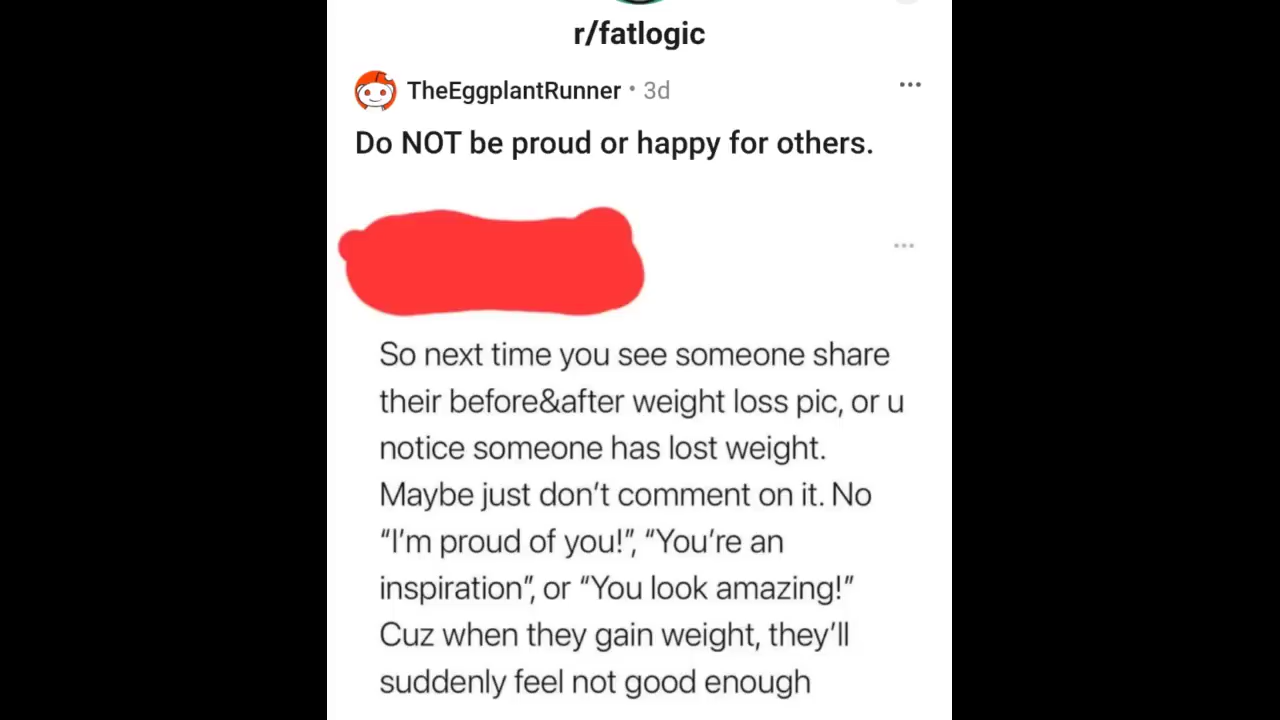 r/fatlogic
TheEggplantRunner • 3d
Do NOT be proud or happy for others.
So next time you see someone share
their before&after weight loss pic, or u
notice someone has lost weight.
Maybe just don’t comment on it. No
“I’m proud of you!”, “You’re an
inspiration”, or “You look amazing!”
Cuz when they gain weight, they’ll
suddenly feel not good enough